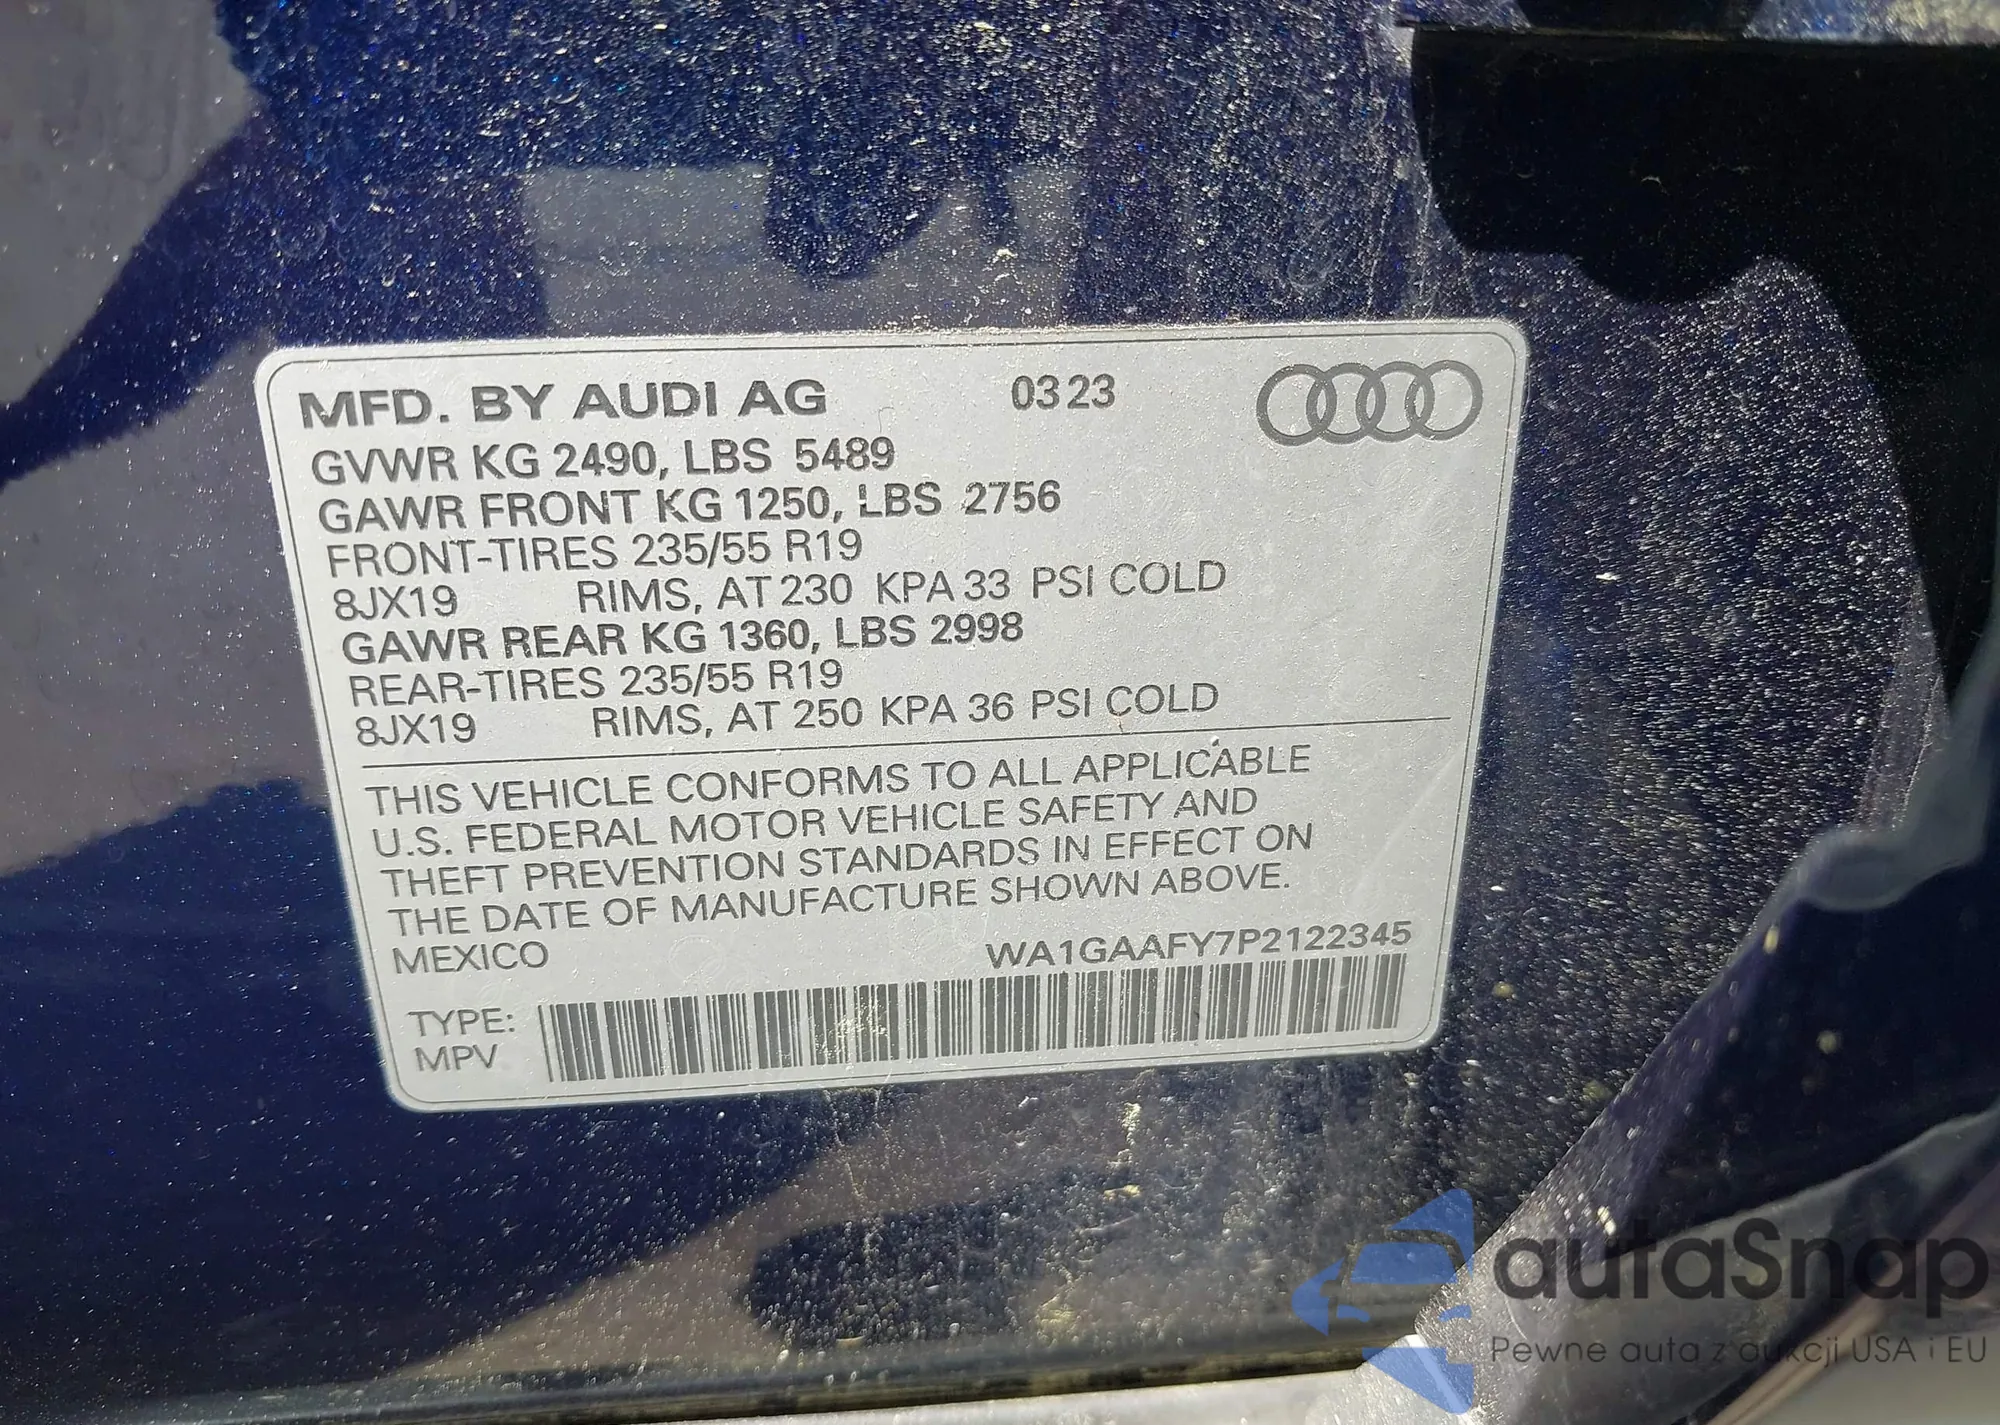 MFD. BY AUDI AG 03 23
GVWR KG 2490, LBS 5489
GAWR FRONT KG 1250, LBS 2756
FRONT-TIRES 235/55 R19
8JX19 RIMS, AT 230 KPA 33 PSI COLD
GAWR REAR KG 1360, LBS 2998
REAR-TIRES 235/55 R19
8JX19 RIMS, AT 250 KPA 36 PSI COLD
THIS VEHICLE CONFORMS TO ALL APPLICABLE
U.S. FEDERAL MOTOR VEHICLE SAFETY AND
THEFT PREVENTION STANDARDS IN EFFECT ON
THE DATE OF MANUFACTURE SHOWN ABOVE.
MEXICO WA1GAAFY7P2122345
TYPE:
MPV
autaSnap
Pewne auta z aukcji USA i EU